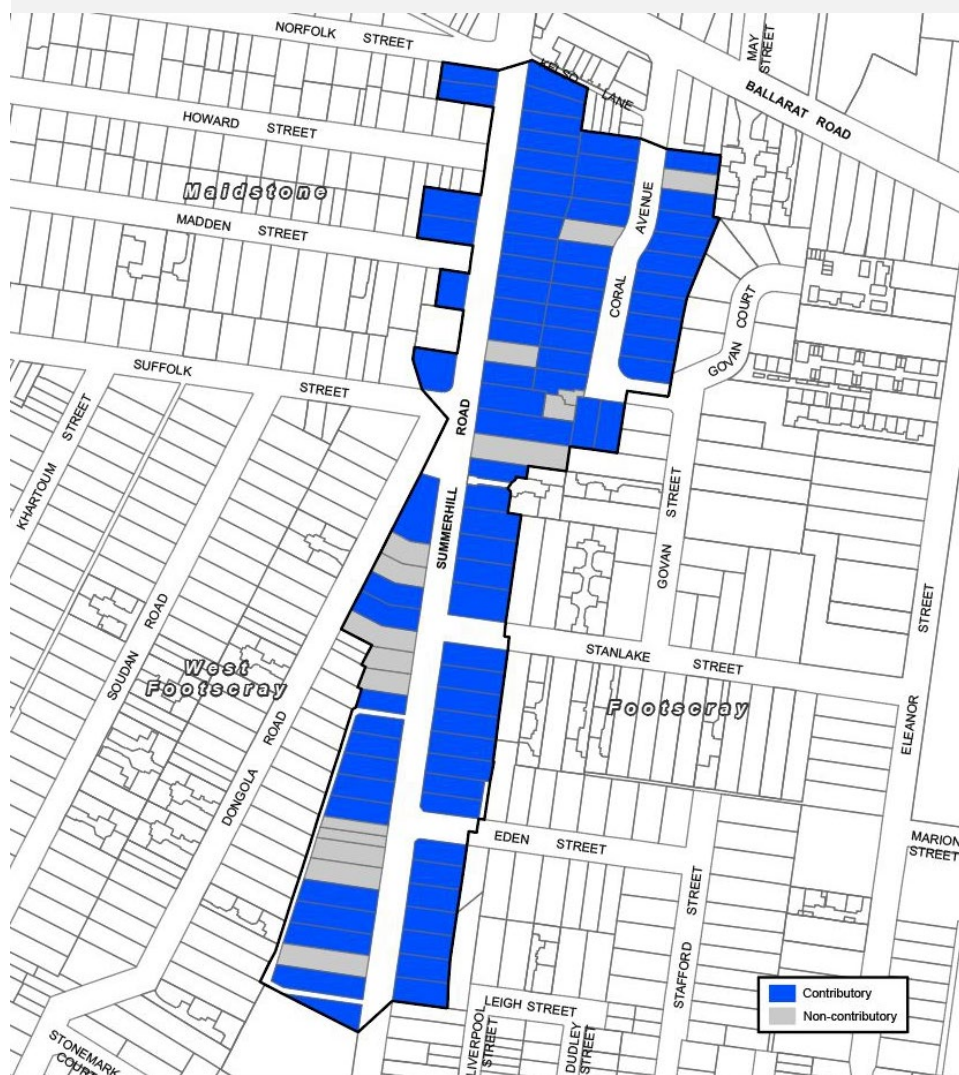 NORFOLK STREET
KELSO LANE
MAY STREET
BALLARAT ROAD
HOWARD STREET
Maidstone
MADDEN STREET
CORAL AVENUE
GOVAN COURT
SUFFOLK STREET
KHARTOUM STREET
SUMMERHILL ROAD
GOVAN STREET
SOUDAN ROAD
STANLAKE STREET
West
Footscray
Footscray
ELEANOR STREET
DONGOLA ROAD
EDEN STREET
MARION
STREET
STAFFORD STREET
LEIGH STREET
LIVERPOOL
STREET
DUDLEY
STREET
STONEMARK
COURT
Contributory
Non-contributory